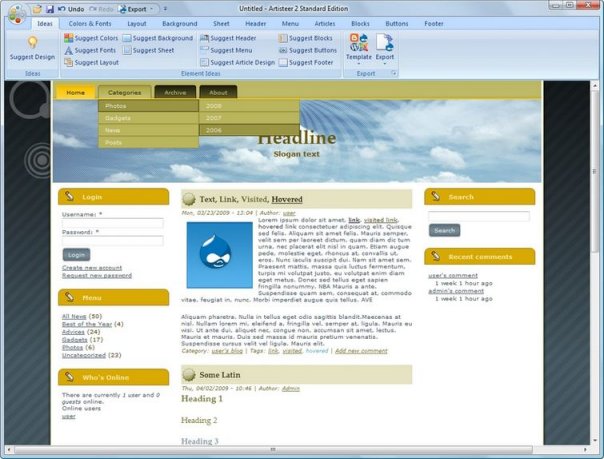 Undo Export Untitled - Artisteer 2 Standard Edition
Ideas Colors & Fonts Layout Background Sheet Header Menu Articles Blocks Buttons Footer
Suggest Design
Suggest Colors Suggest Background
Suggest Fonts Suggest Sheet
Suggest Layout
Suggest Header Suggest Blocks
Suggest Menu Suggest Buttons
Suggest Article Design Suggest Footer
Template Export
Ideas Element Ideas Export
Home Categories Archive About
Photos 2008
Gadgets 2007
News 2006
Posts
Headline
Slogan text
Login
Username: *
Password: *
Login
Create new account
Request new password
Menu
All News (50)
Best of the Year (4)
Advices (24)
Gadgets (17)
Photos (6)
Uncategorized (23)
Who's Online
There are currently 1 user and 0
guests online.
Online users
user
Text, Link, Visited, Hovered
Mon, 03/23/2009 - 13:04 | Author: user
Lorem ipsum dolor sit amet, link, visited link,
hovered link consectetuer adipiscing elit. Quisque
sed felis. Aliquam sit amet felis. Mauris semper,
velit sem per laoreet dictum, quam diam dic tum
urna, nec placerat elit nisl in quam. Etiam augue
pede, molestie eget, rhoncus at, convallis ut,
eros. Nunc iaculis suscipit dui. Nam sit amet sem.
Praesent mattis, massa quis luctus fermentum,
turpis mi volutpat justo, eu volutpat enim diam
eget metus. Donec sed tellus eget sapien
fringilla nonummy. NBA Mauris a ante.
Suspendisse quam sem, consequat at, commodo
vitae, feugiat in, nunc. Morbi imperdiet augue quis tellus. AVE
Aliquam pharetra. Nulla in tellus eget odio sagittis blandit.Maecenas at
nisl. Nullam lorem mi, eleifend a, fringilla vel, semper at, ligula. Mauris eu
wisi. Ut ante dui, aliquet nec, congue non, accumsan sit amet, lectus.
Mauris et mauris. Duis sed massa id mauris pretium venenatis.
Suspendisse cursus velit vel ligula. Mauris elit.
Category: user's blog | Tags: link, visited, hovered | Add new comment
Some Latin
Thu, 04/02/2009 - 10:46 | Author: Admin
Heading 1
Heading 2
Heading 3
Search
Search
Recent comments
user's comment
1 week 1 hour ago
admin's comment
1 week 1 hour ago